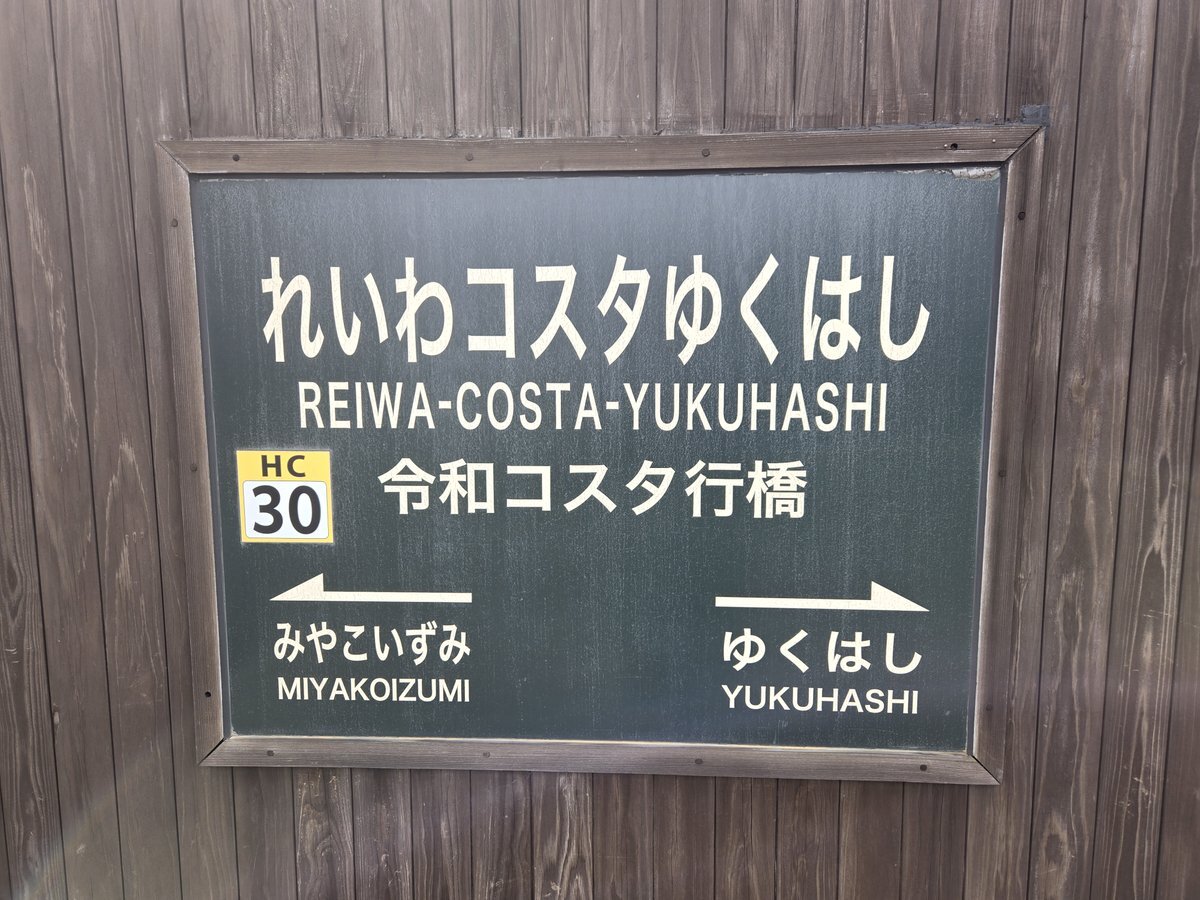 れいわコスタゆくはし
REIWA-COSTA-YUKUHASHI
令和コスタ行橋
HC
30
みやこいずみ
MIYAKOIZUMI
ゆくはし
YUKUHASHI